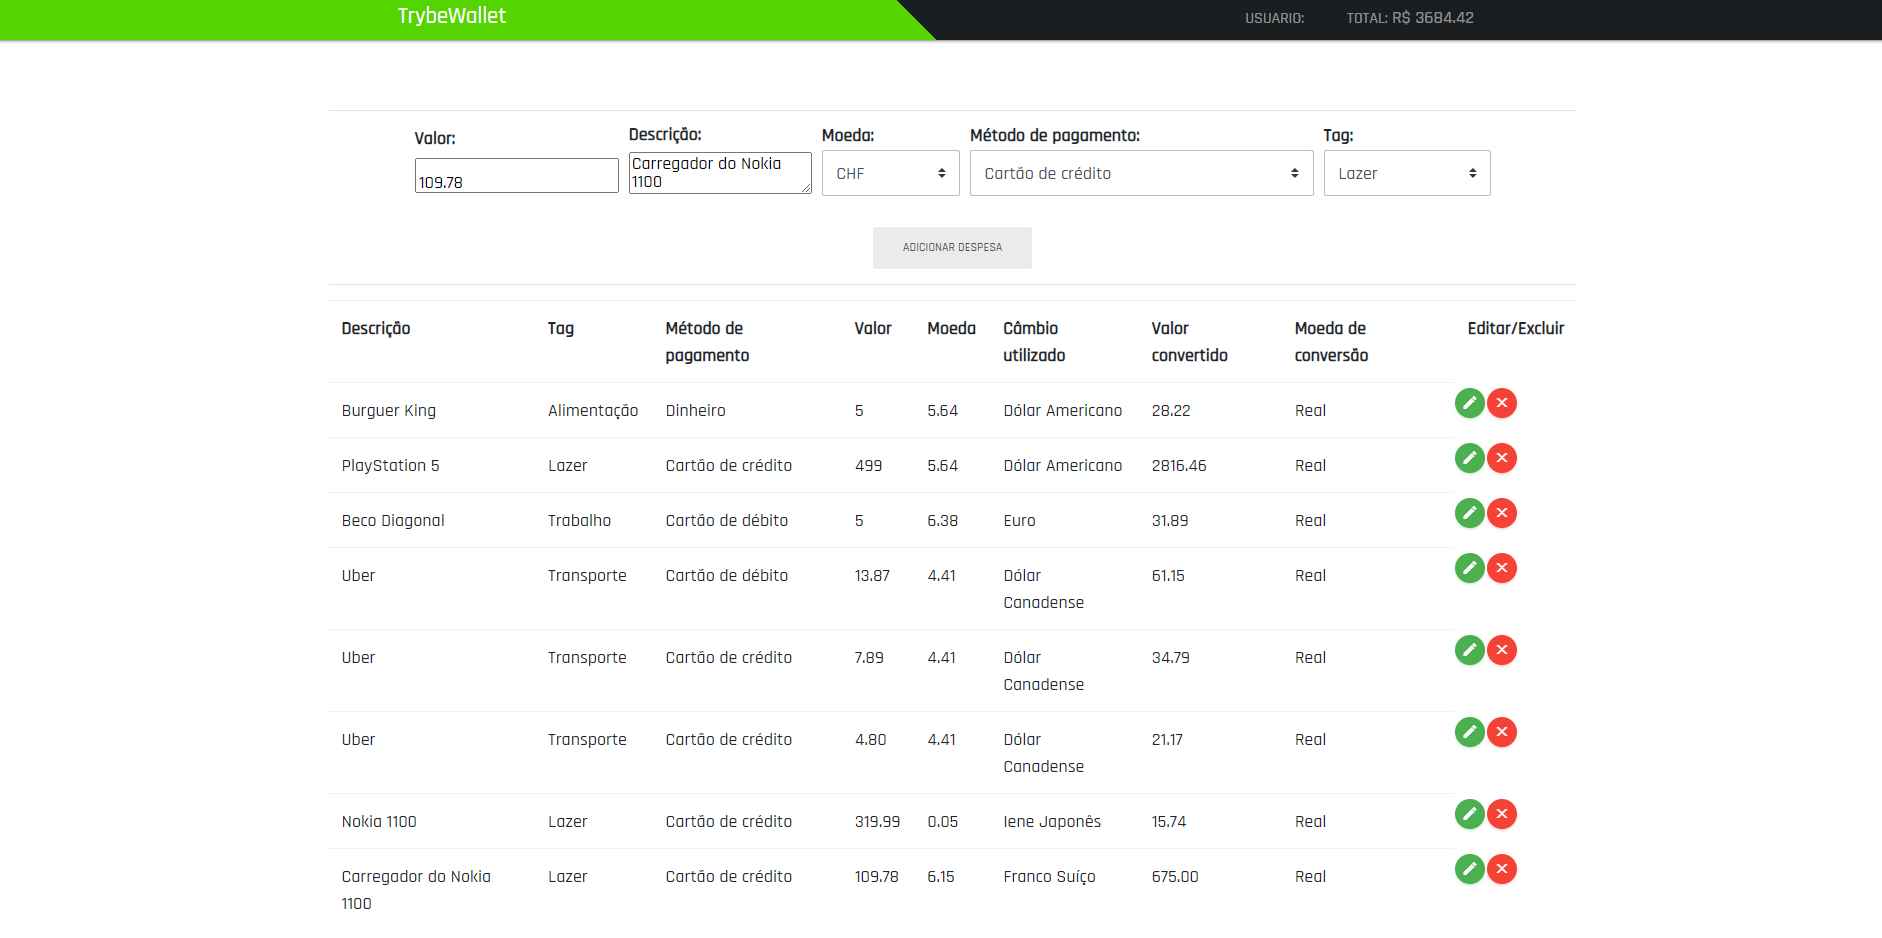 TrybeWallet
USUARIO: TOTAL: R$ 3684.42
Valor: Descrição: Moeda: Método de pagamento: Tag:
109.78 Carregador do Nokia 1100 CHF Cartão de crédito Lazer
ADICIONAR DESPESA
Descrição Tag Método de pagamento Valor Moeda Câmbio utilizado Valor convertido Moeda de conversão Editar/Excluir
Burguer King Alimentação Dinheiro 5 5.64 Dólar Americano 28.22 Real
PlayStation 5 Lazer Cartão de crédito 499 5.64 Dólar Americano 2816.46 Real
Beco Diagonal Trabalho Cartão de débito 5 6.38 Euro 31.89 Real
Uber Transporte Cartão de débito 13.87 4.41 Dólar Canadense 61.15 Real
Uber Transporte Cartão de crédito 7.89 4.41 Dólar Canadense 34.79 Real
Uber Transporte Cartão de crédito 4.80 4.41 Dólar Canadense 21.17 Real
Nokia 1100 Lazer Cartão de crédito 319.99 0.05 Iene Japonês 15.74 Real
Carregador do Nokia 1100 Lazer Cartão de crédito 109.78 6.15 Franco Suíço 675.00 Real